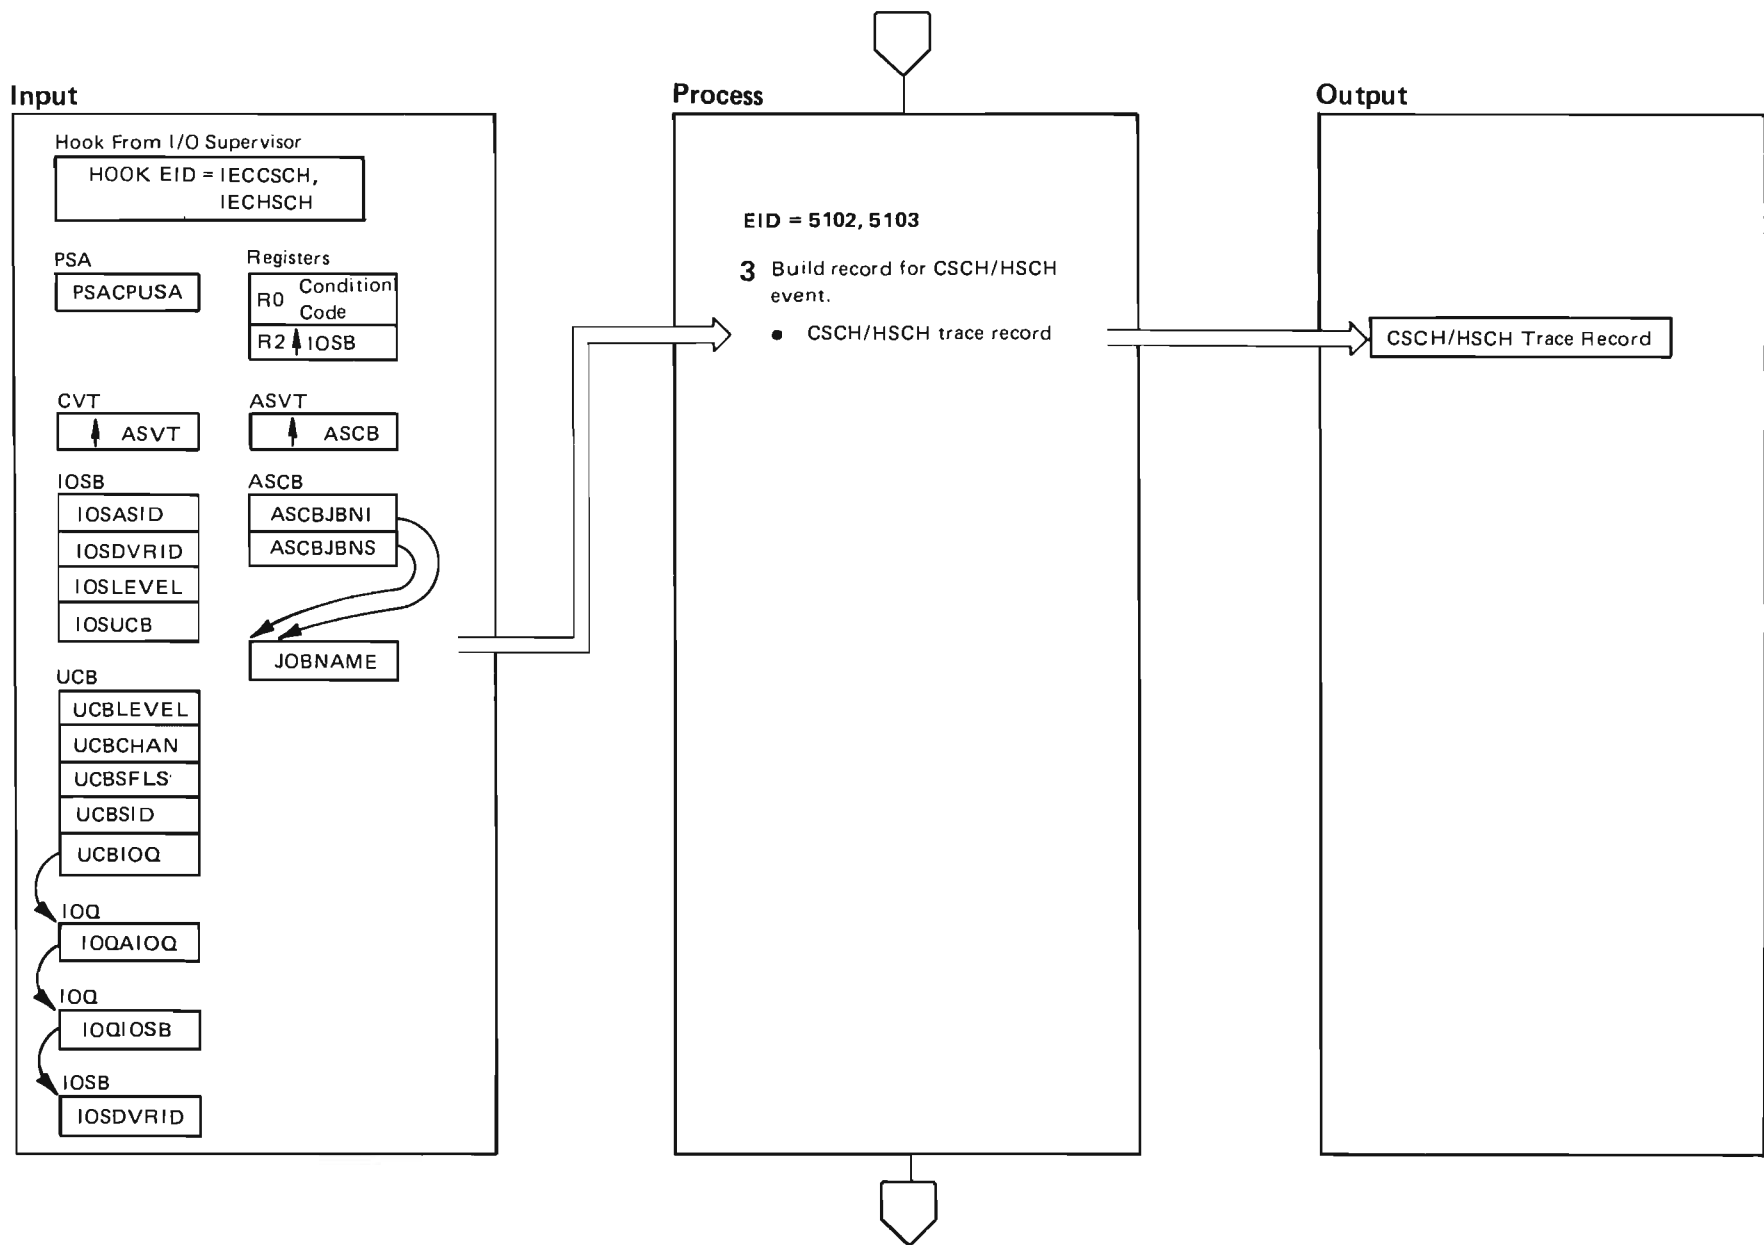 Input
Process
Output
Hook From I/O Supervisor
HOOK EID = IECCSCH,
IECHSCH
PSA
PSACPUSA
Registers
R0 Condition
Code
R2 IOSB
CVT
ASVT
ASVT
ASCB
IOSB
IOSASID
IOSDVRID
IOSLEVEL
IOSUCB
ASCB
ASCBJBNI
ASCBJBNS
JOBNAME
UCB
UCBLEVEL
UCBCHAN
UCBSFLS
UCBSID
UCBIOQ
IOQ
IOQAIOQ
IOQ
IOQIOSB
IOSB
IOSDVRID
EID = 5102, 5103
3 Build record for CSCH/HSCH
event.
• CSCH/HSCH trace record
CSCH/HSCH Trace Record